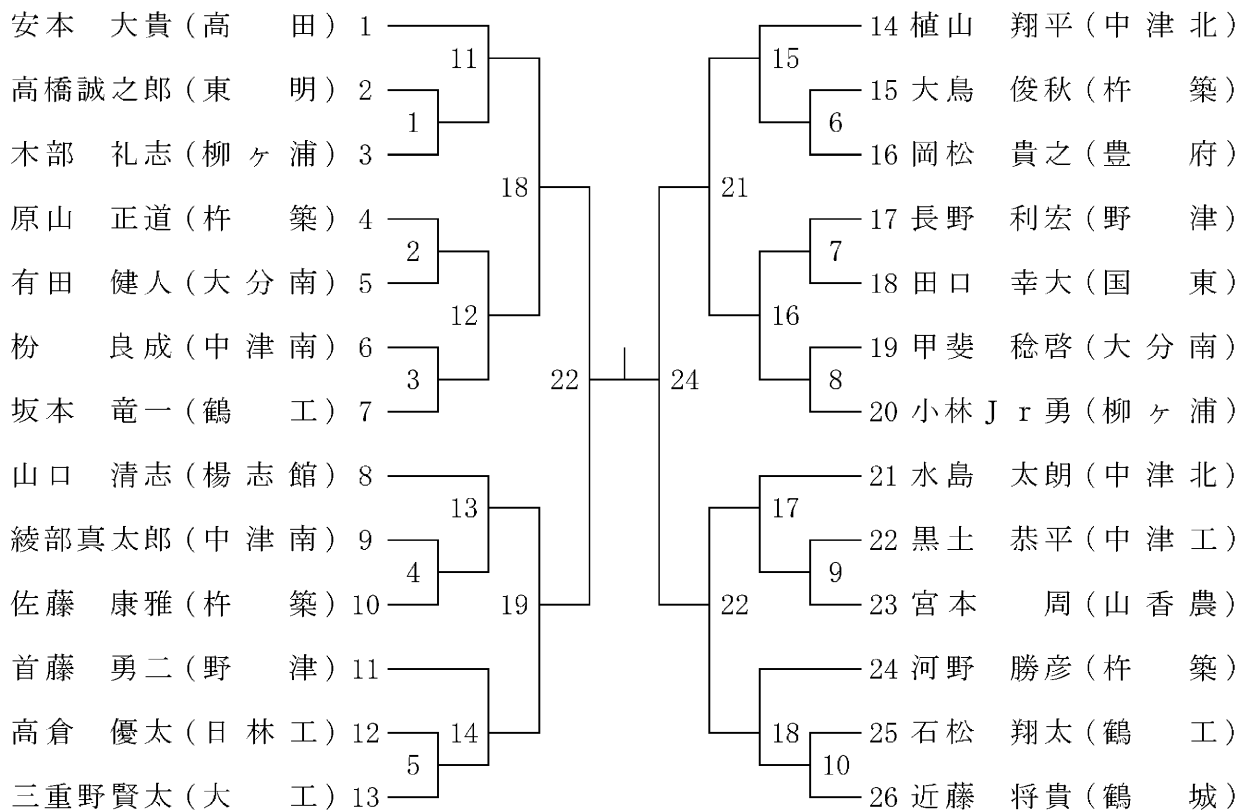 安本 大貴(高 田) 1
高橋誠之郎(東 明) 2
木部 礼志(柳ヶ浦) 3
原山 正道(杵 築) 4
有田 健人(大分南) 5
枌 良成(中津南) 6
坂本 竜一(鶴 工) 7
山口 清志(楊志館) 8
綾部真太郎(中津南) 9
佐藤 康雅(杵 築) 10
首藤 勇二(野 津) 11
高倉 優太(日林工) 12
三重野賢太(大 工) 13
11
1
18
2
12
3
22
13
4
19
14
5
24
15
6
21
7
16
8
17
9
22
18
10
14 植山 翔平(中津北)
15 大鳥 俊秋(杵 築)
16 岡松 貴之(豊 府)
17 長野 利宏(野 津)
18 田口 幸大(国 東)
19 甲斐 稔啓(大分南)
20 小林Jr勇(柳ヶ浦)
21 水島 太朗(中津北)
22 黒土 恭平(中津工)
23 宮本 周(山香農)
24 河野 勝彦(杵 築)
25 石松 翔太(鶴 工)
26 近藤 将貴(鶴 城)